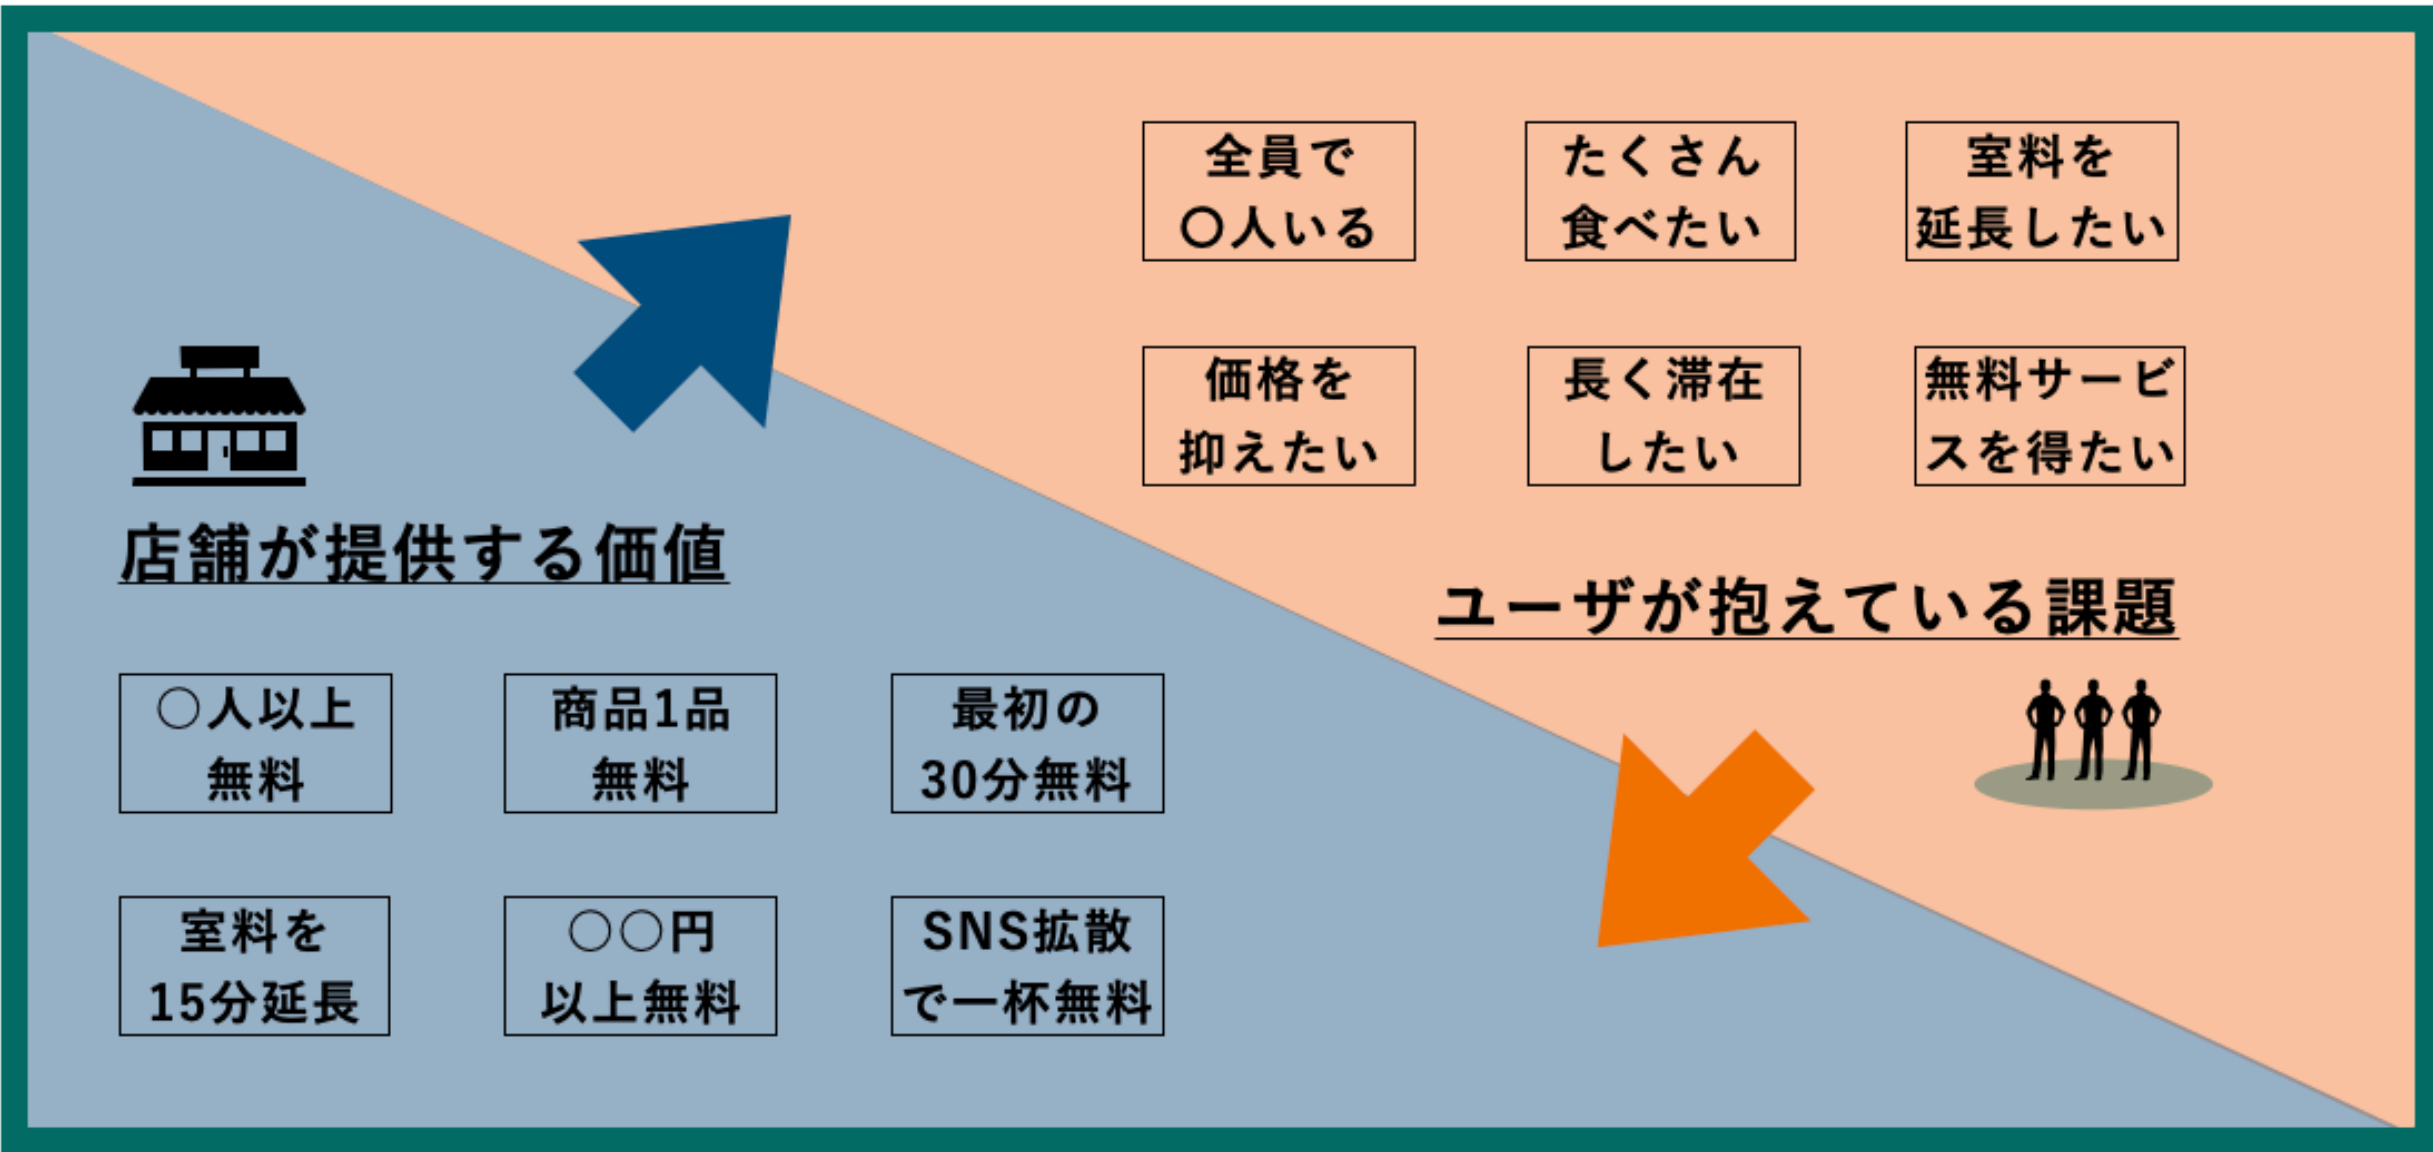 全員で
〇人いる
たくさん
食べたい
室料を
延長したい
価格を
抑えたい
長く滞在
したい
無料サービ
スを得たい
ユーザが抱えている課題
店舗が提供する価値
○人以上
無料
商品1品
無料
最初の
30分無料
室料を
15分延長
○○円
以上無料
SNS拡散
で一杯無料